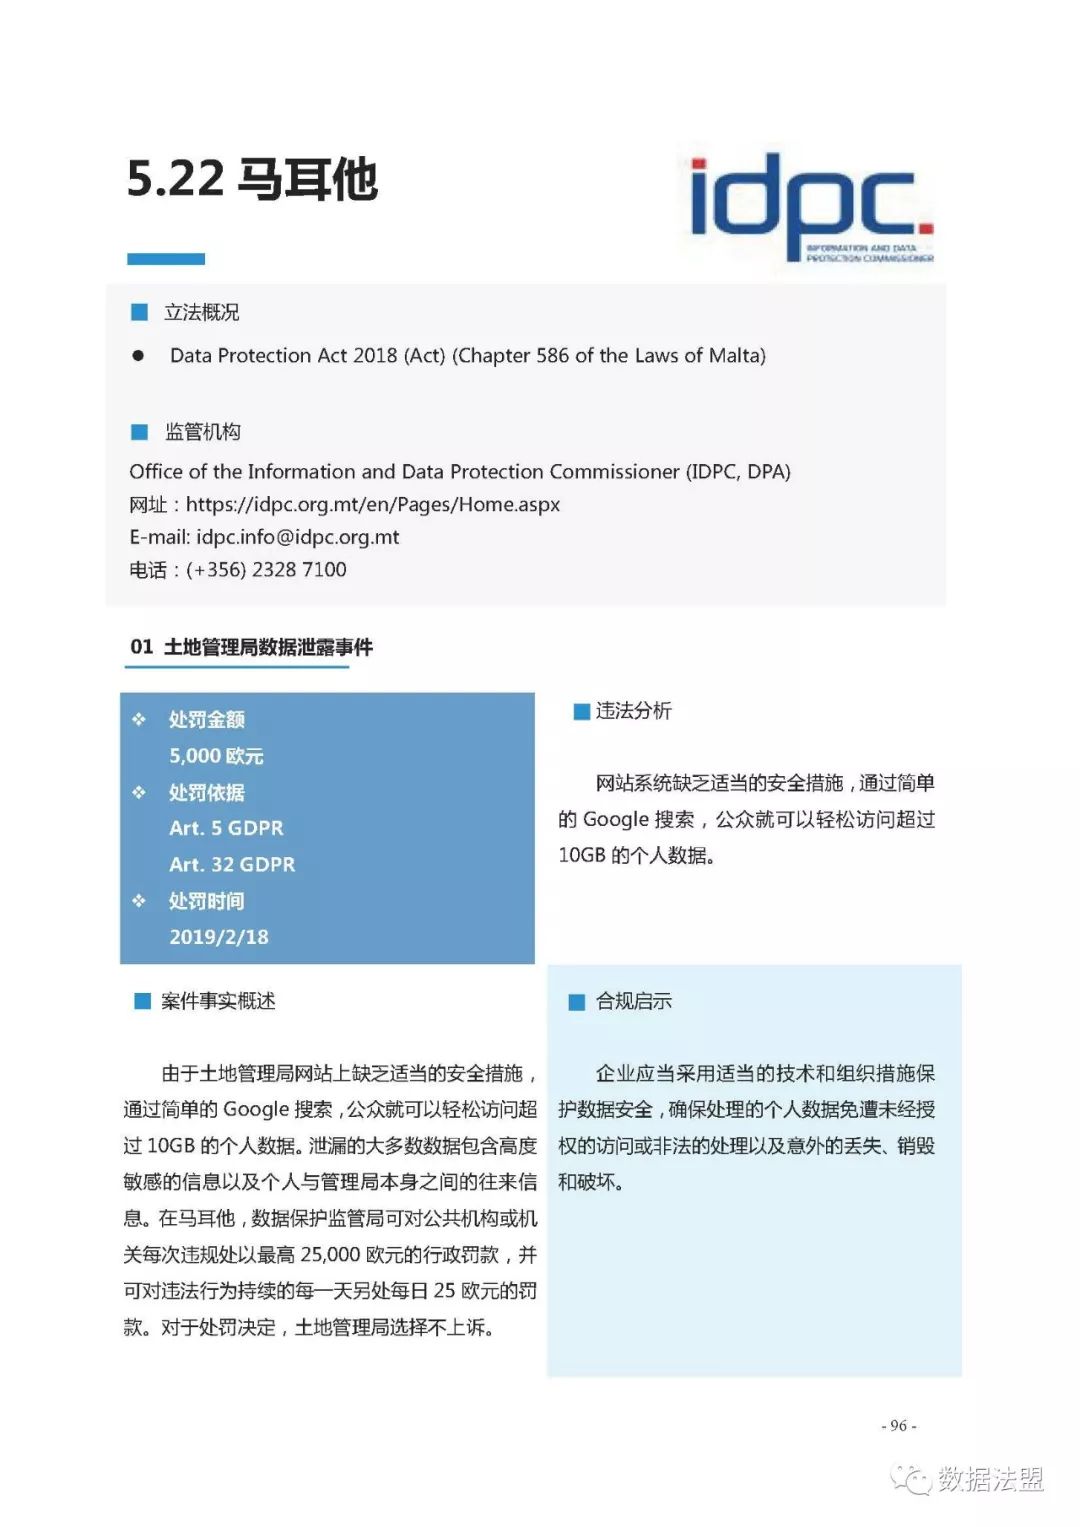 5.22 马耳他
idpc.
INFORMATION AND DATA
PROTECTION COMMISSIONER
立法概况
● Data Protection Act 2018 (Act) (Chapter 586 of the Laws of Malta)
监管机构
Office of the Information and Data Protection Commissioner (IDPC, DPA)
网址：https://idpc.org.mt/en/Pages/Home.aspx
E-mail: idpc.info@idpc.org.mt
电话：(+356) 2328 7100
01 土地管理局数据泄露事件
❖ 处罚金额
5,000 欧元
❖ 处罚依据
Art. 5 GDPR
Art. 32 GDPR
❖ 处罚时间
2019/2/18
违法分析
网站系统缺乏适当的安全措施，通过简单
的 Google 搜索，公众就可以轻松访问超过
10GB 的个人数据。
案件事实概述
由于土地管理局网站上缺乏适当的安全措施，
通过简单的 Google 搜索，公众就可以轻松访问超
过 10GB 的个人数据。泄漏的大多数数据包含高度
敏感的信息以及个人与管理局本身之间的往来信
息。在马耳他，数据保护监管局可对公共机构或机
关每次违规处以最高 25,000 欧元的行政罚款，并
可对违法行为持续的每一天另处每日 25 欧元的罚
款。对于处罚决定，土地管理局选择不上诉。
合规启示
企业应当采用适当的技术和组织措施保
护数据安全，确保处理的个人数据免遭未经授
权的访问或非法的处理以及意外的丢失、销毁
和破坏。
- 96 -
数据法盟